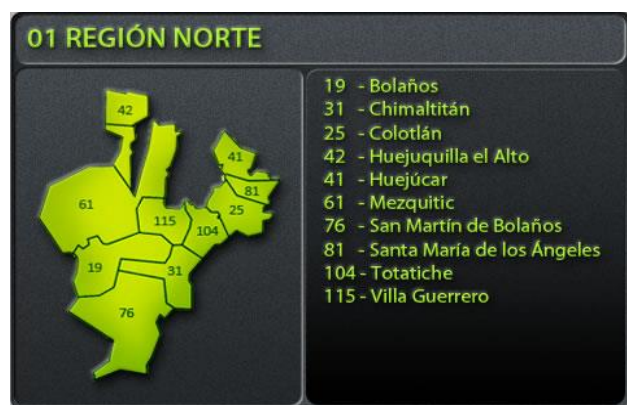 01 REGIÓN NORTE
42
41
81
61
25
115
104
19
31
76
19 - Bolaños
31 - Chimaltitán
25 - Colotlán
42 - Huejuquilla el Alto
41 - Huejúcar
61 - Mezquitic
76 - San Martín de Bolaños
81 - Santa María de los Ángeles
104 - Totatiche
115 - Villa Guerrero